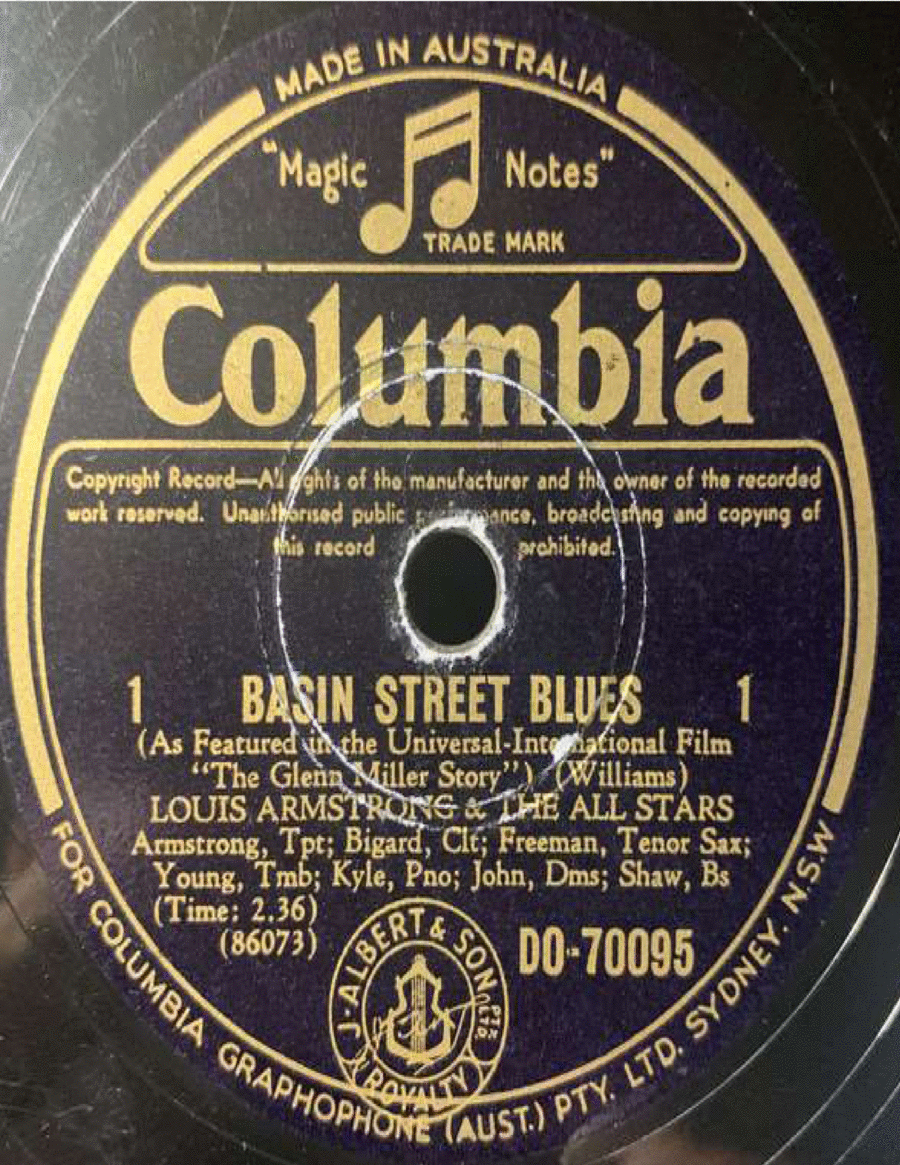 MADE IN AUSTRALIA
"Magic Notes"
TRADE MARK
Columbia
Copyright Record—All rights of the manufacturer and the owner of the recorded
work reserved. Unauthorised public performance, broadcasting and copying of
this record prohibited.
1 BASIN STREET BLUES 1
(As Featured in the Universal-International Film
"The Glenn Miller Story") (Williams)
LOUIS ARMSTRONG & THE ALL STARS
Armstrong, Tpt; Bigard, Clt; Freeman, Tenor Sax;
Young, Tmb; Kyle, Pno; John, Dms; Shaw, Bs
(Time: 2.36)
(86073)
DO-70095
J. ALBERT & SON PTY. LTD.
ROYALTY
FOR COLUMBIA GRAPHOPHONE (AUST.) PTY. LTD. SYDNEY. N.S.W